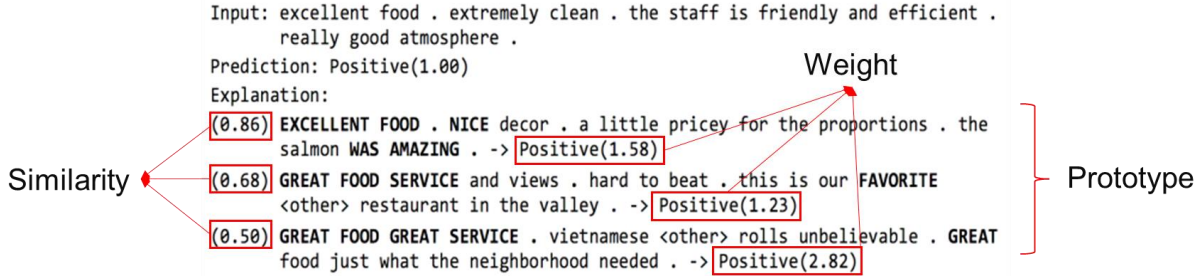 Input: excellent food . extremely clean . the staff is friendly and efficient .
really good atmosphere .
Prediction: Positive(1.00)
Weight
Explanation:
(0.86) EXCELLENT FOOD . NICE decor . a little pricey for the proportions . the
salmon WAS AMAZING . -> Positive(1.58)
Similarity
(0.68) GREAT FOOD SERVICE and views . hard to beat . this is our FAVORITE
<other> restaurant in the valley . -> Positive(1.23)
Prototype
(0.50) GREAT FOOD GREAT SERVICE . vietnamese <other> rolls unbelievable . GREAT
food just what the neighborhood needed . -> Positive(2.82)